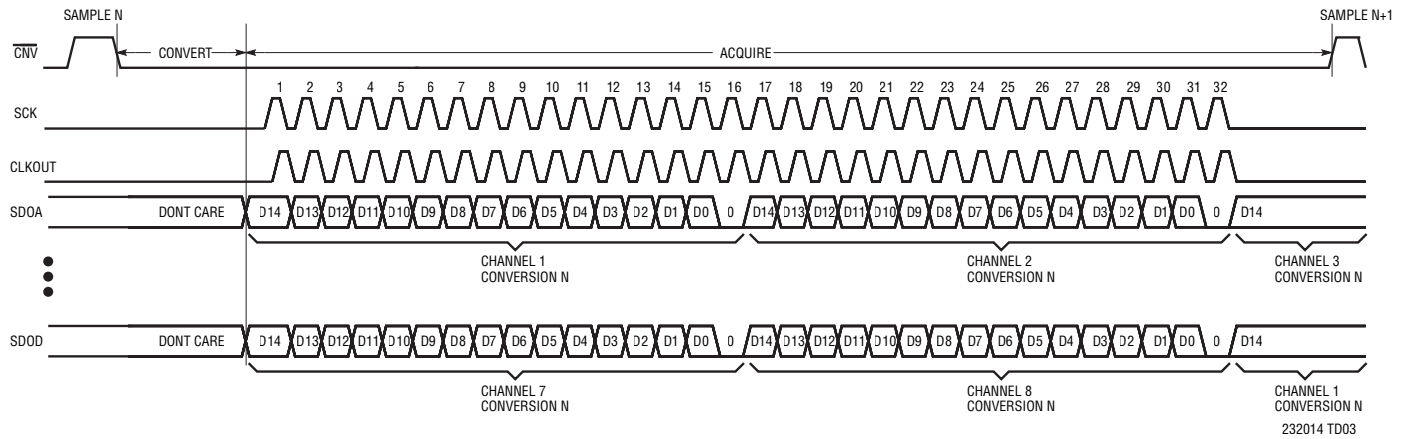 SAMPLE N
SAMPLE N+1
CNV
CONVERT
ACQUIRE
1 2 3 4 5 6 7 8 9 10 11 12 13 14 15 16 17 18 19 20 21 22 23 24 25 26 27 28 29 30 31 32
SCK
CLKOUT
SDOA DONT CARE D14 D13 D12 D11 D10 D9 D8 D7 D6 D5 D4 D3 D2 D1 D0 0 D14 D13 D12 D11 D10 D9 D8 D7 D6 D5 D4 D3 D2 D1 D0 0 D14
CHANNEL 1
CONVERSION N
CHANNEL 2
CONVERSION N
CHANNEL 3
CONVERSION N
SDOD DONT CARE D14 D13 D12 D11 D10 D9 D8 D7 D6 D5 D4 D3 D2 D1 D0 0 D14 D13 D12 D11 D10 D9 D8 D7 D6 D5 D4 D3 D2 D1 D0 0 D14
CHANNEL 7
CONVERSION N
CHANNEL 8
CONVERSION N
CHANNEL 1
CONVERSION N
232014 TD03